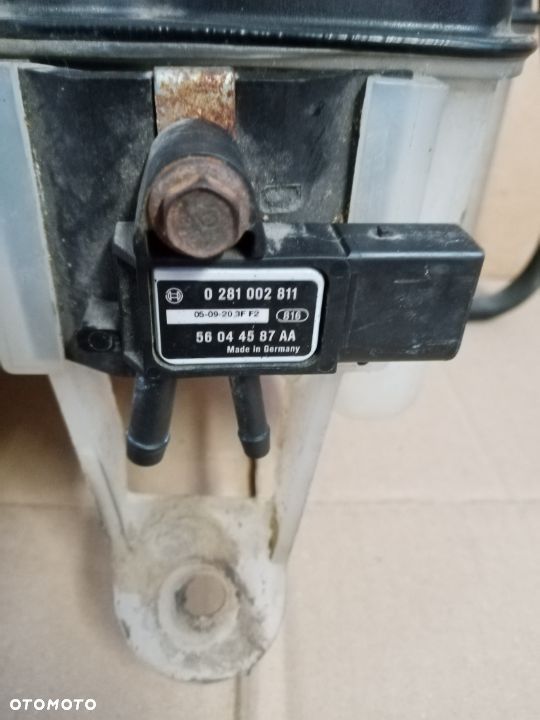 0 281 002 811
05-09-20 3F F2 816
56 04 45 87 AA
Made in Germany
OTOMOTO